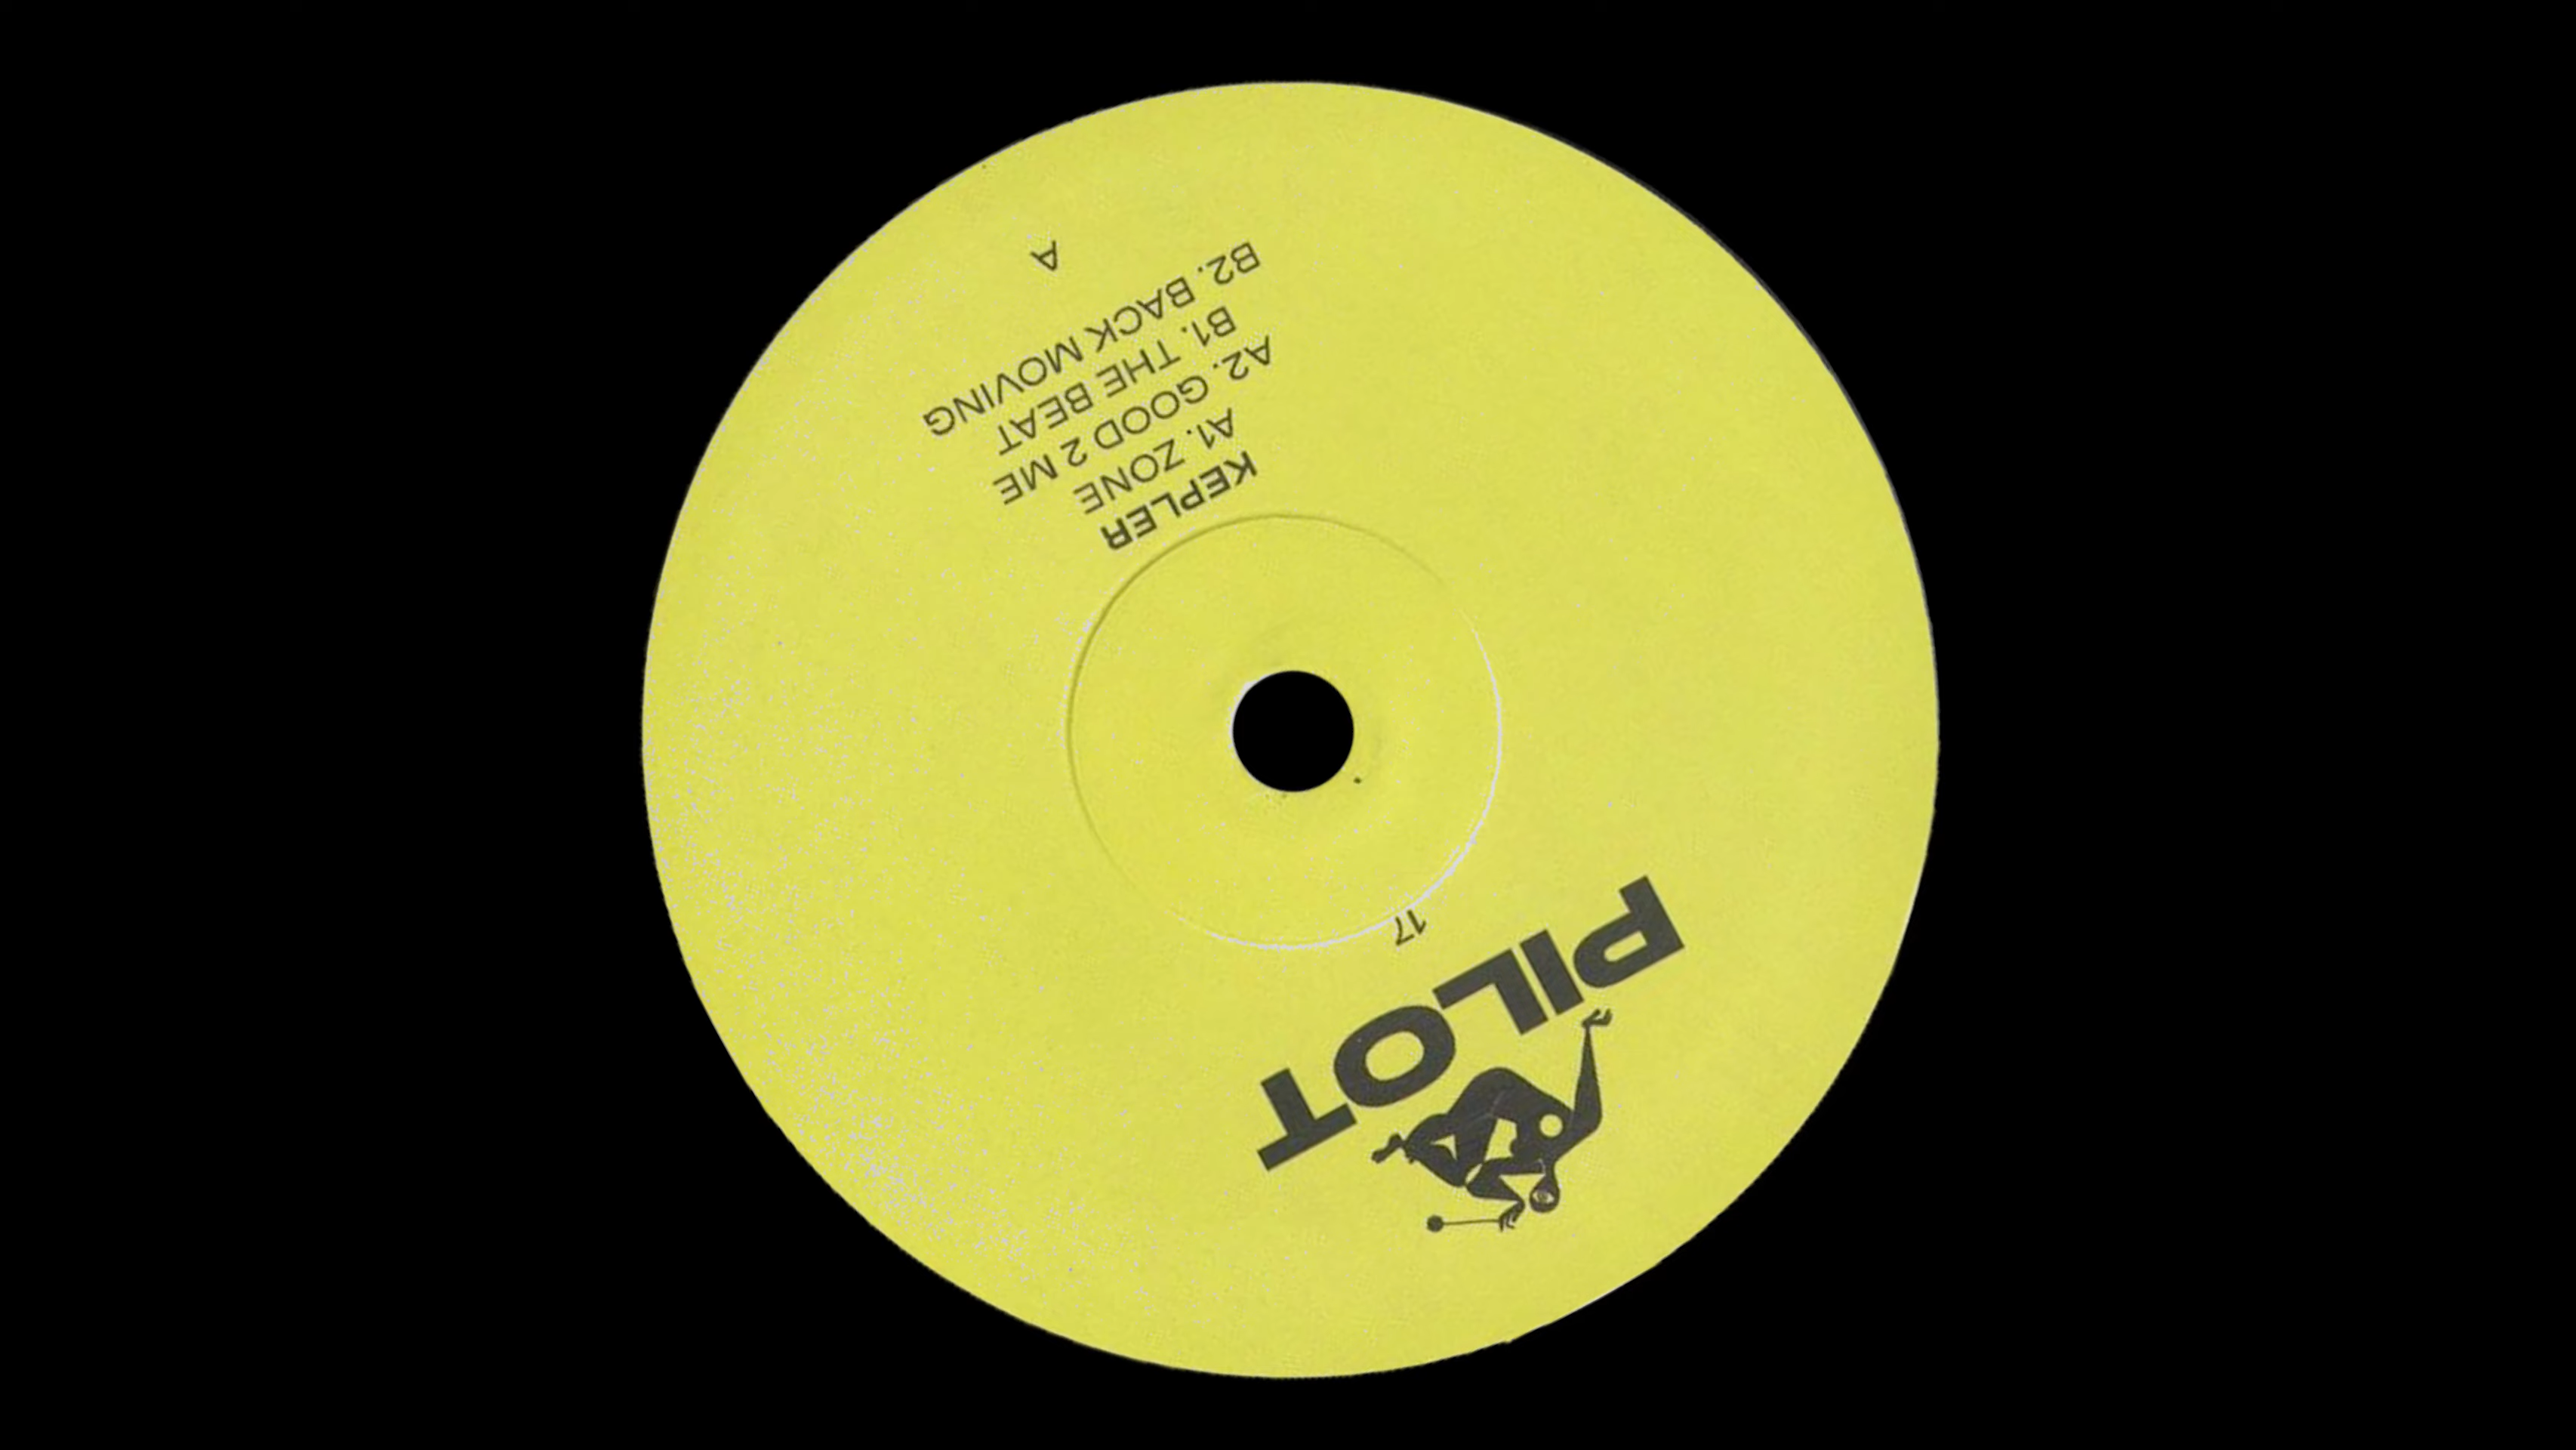 PILOT
17
KEPLER
A1. ZONE
A2. GOOD 2 ME
B1. THE BEAT
B2. BACK MOVING
A